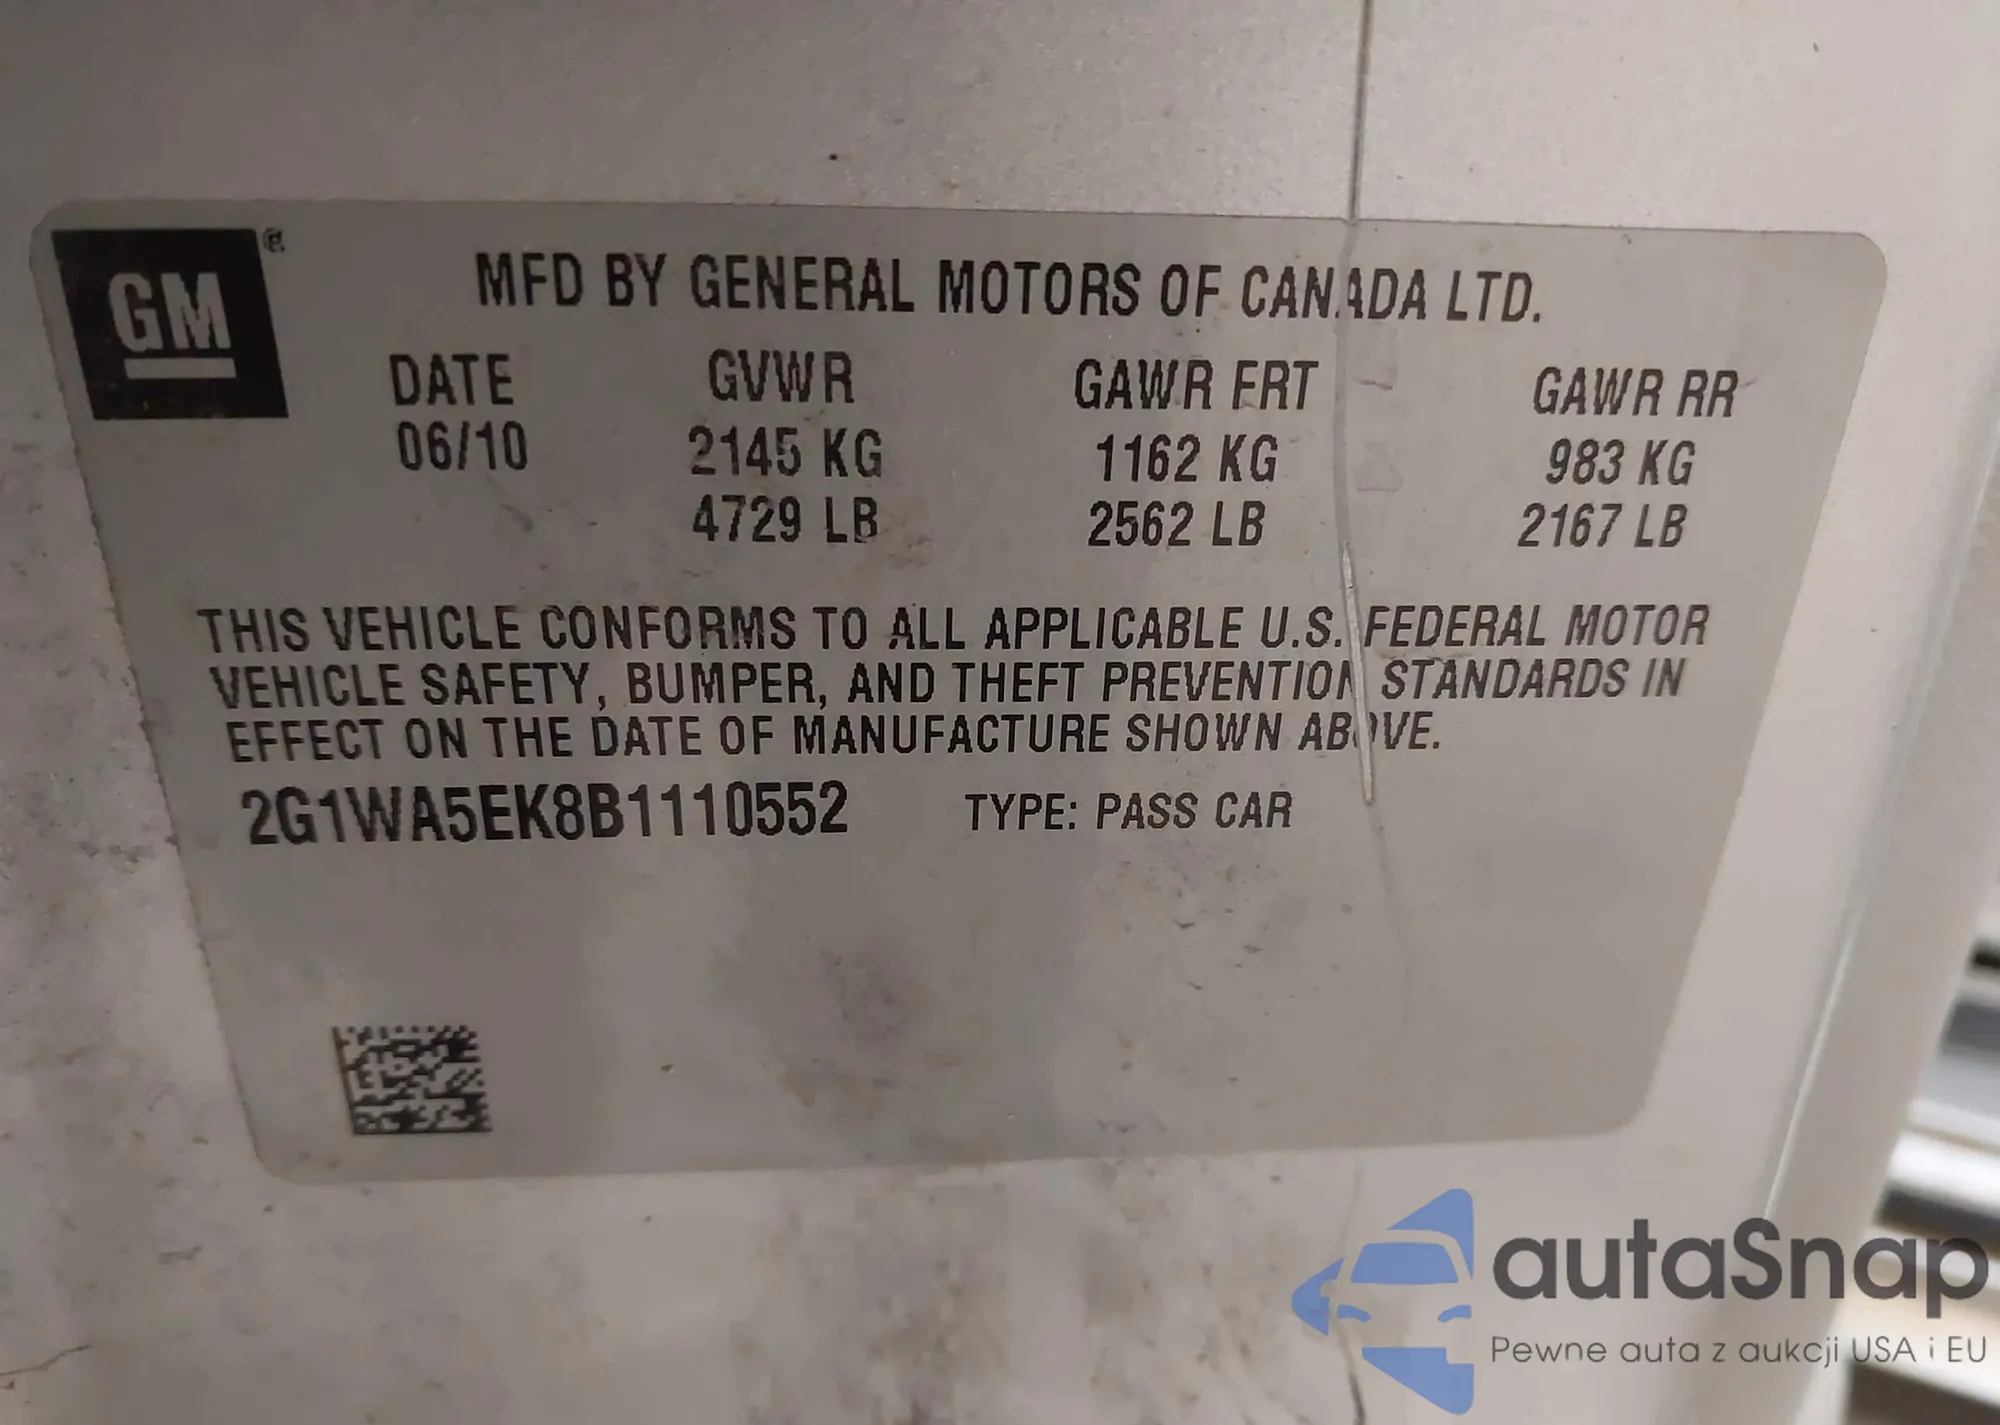 GM
MFD BY GENERAL MOTORS OF CANADA LTD.
DATE GVWR GAWR FRT GAWR RR
06/10 2145 KG 1162 KG 983 KG
4729 LB 2562 LB 2167 LB
THIS VEHICLE CONFORMS TO ALL APPLICABLE U.S. FEDERAL MOTOR
VEHICLE SAFETY, BUMPER, AND THEFT PREVENTION STANDARDS IN
EFFECT ON THE DATE OF MANUFACTURE SHOWN ABOVE.
2G1WA5EK8B1110552 TYPE: PASS CAR
autaSnap
Pewne auta z aukcji USA i EU